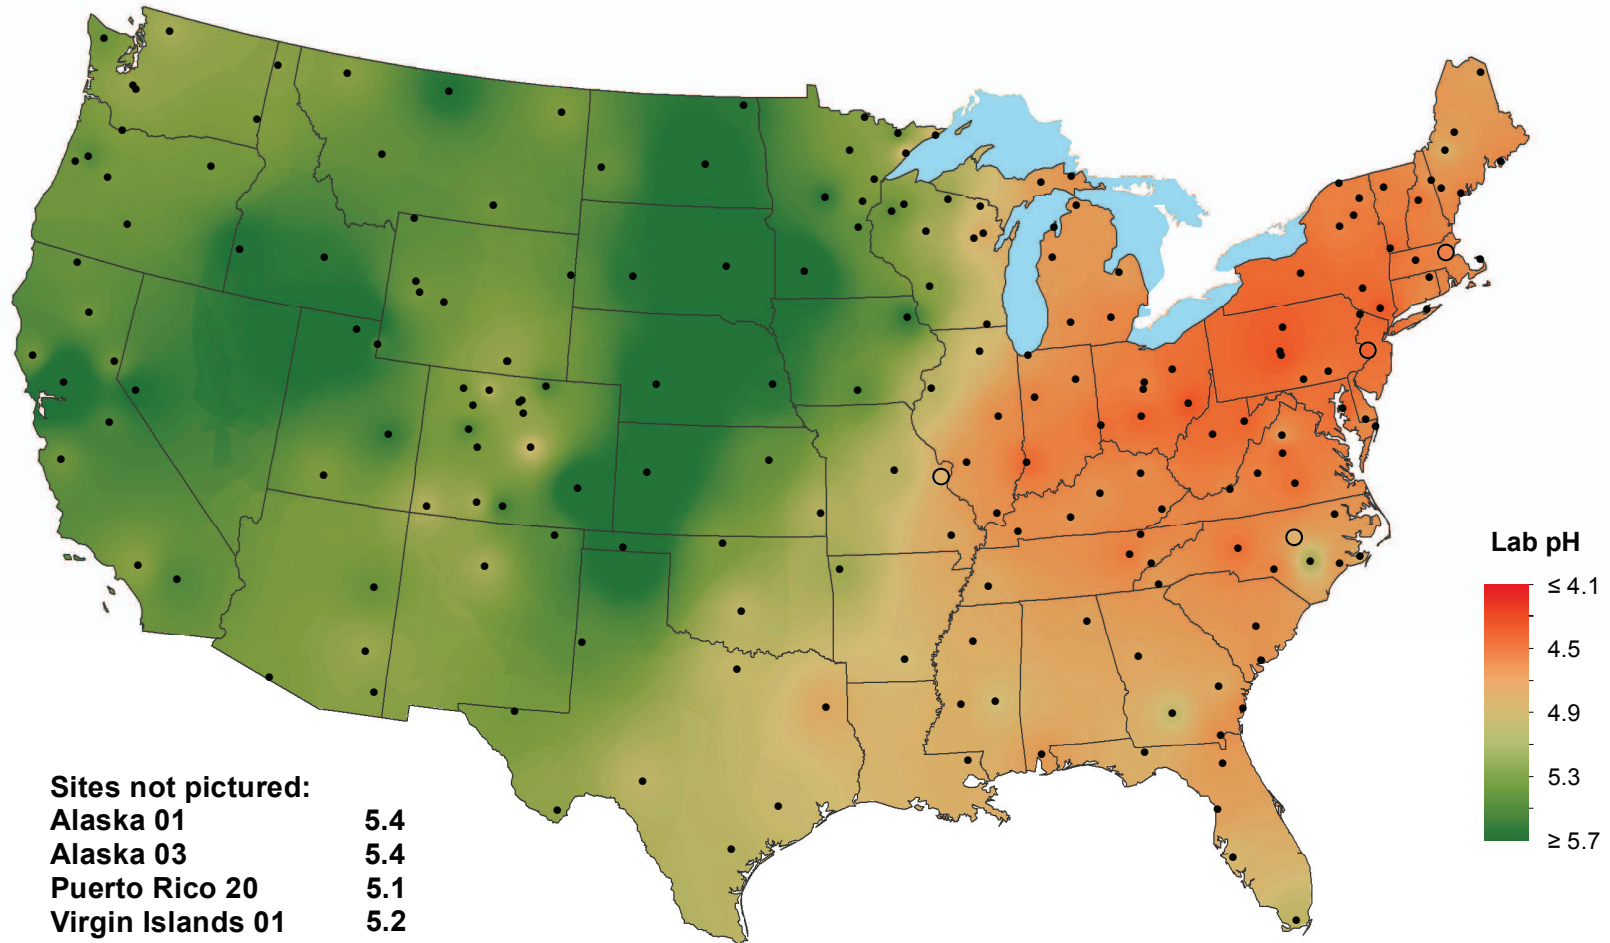 Lab pH
≤ 4.1
4.5
4.9
5.3
≥ 5.7
Sites not pictured:
Alaska 01 5.4
Alaska 03 5.4
Puerto Rico 20 5.1
Virgin Islands 01 5.2